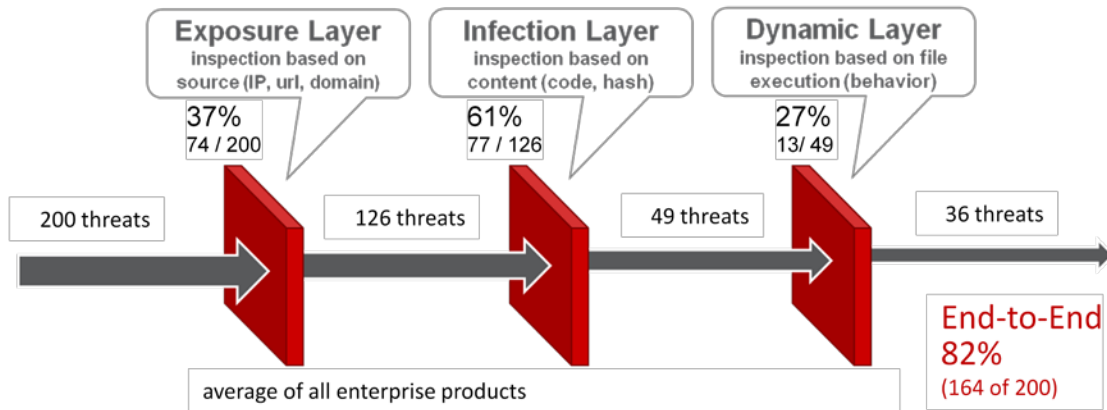 Exposure Layer
inspection based on
source (IP, url, domain)
Infection Layer
inspection based on
content (code, hash)
Dynamic Layer
inspection based on file
execution (behavior)
37%
74 / 200
61%
77 / 126
27%
13/ 49
200 threats
126 threats
49 threats
36 threats
End-to-End
82%
(164 of 200)
average of all enterprise products